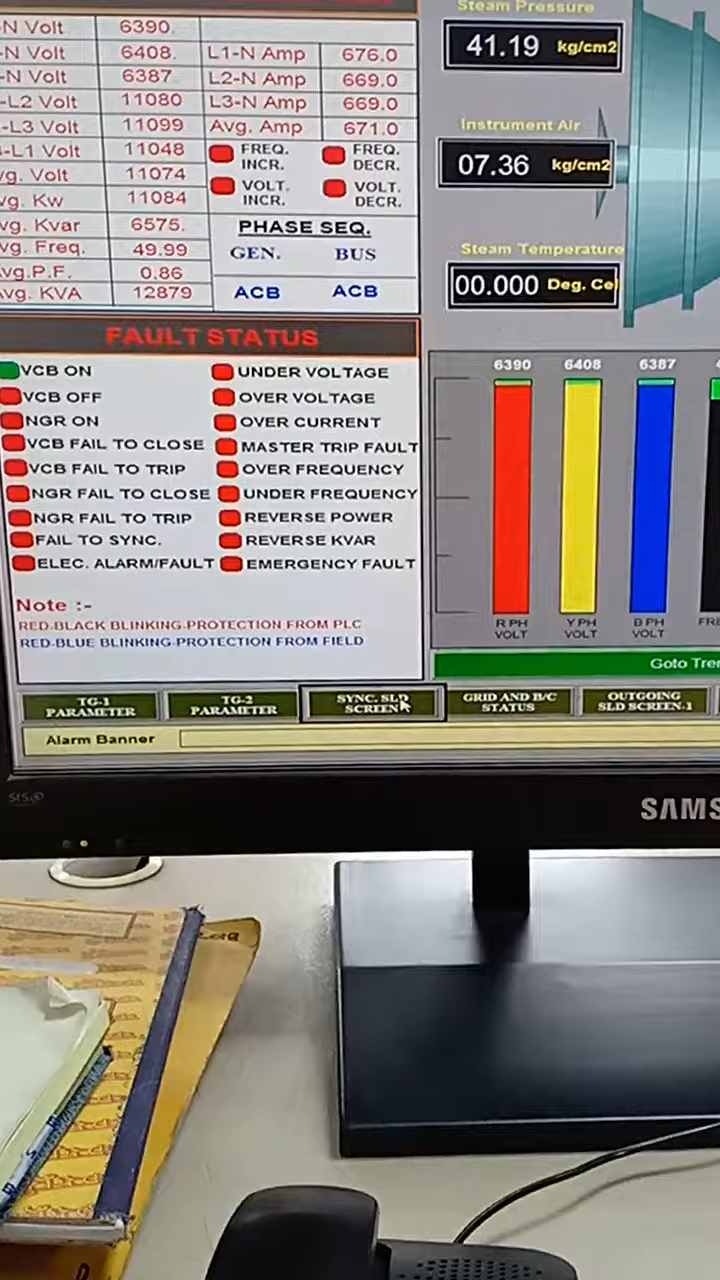 -N Volt 6390.
-N Volt 6408. L1-N Amp 676.0
-N Volt 6387 L2-N Amp 669.0
-L2 Volt 11080 L3-N Amp 669.0
-L3 Volt 11099 Avg. Amp 671.0
-L1 Volt 11048
vg. Volt 11074
vg. Kw 11084
vg. Kvar 6575.
vg. Freq. 49.99
vg.P.F 0.86
Avg. KVA 12879
FREQ. INCR.
FREQ. DECR.
VOLT. INCR.
VOLT. DECR.
PHASE SEQ.
GEN. BUS
ACB ACB
Steam Pressure
41.19 kg/cm2
Instrument Air
07.36 kg/cm2
Steam Temperature
00.000 Deg. Cel
FAULT STATUS
VCB ON UNDER VOLTAGE
VCB OFF OVER VOLTAGE
NGR ON OVER CURRENT
VCB FAIL TO CLOSE MASTER TRIP FAULT
VCB FAIL TO TRIP OVER FREQUENCY
NGR FAIL TO CLOSE UNDER FREQUENCY
NGR FAIL TO TRIP REVERSE POWER
FAIL TO SYNC. REVERSE KVAR
ELEC. ALARM/FAULT EMERGENCY FAULT
Note :-
RED-BLACK BLINKING-PROTECTION FROM PLC
RED-BLUE BLINKING-PROTECTION FROM FIELD
6390 6408 6387 4
R PH VOLT
Y PH VOLT
B PH VOLT
FRE
Goto Tre
TG-1 PARAMETER
TG-2 PARAMETER
SYNC. SLD SCREEN
GRID AND B/C STATUS
OUTGOING SLD SCREEN-1
Alarm Banner
SAMS